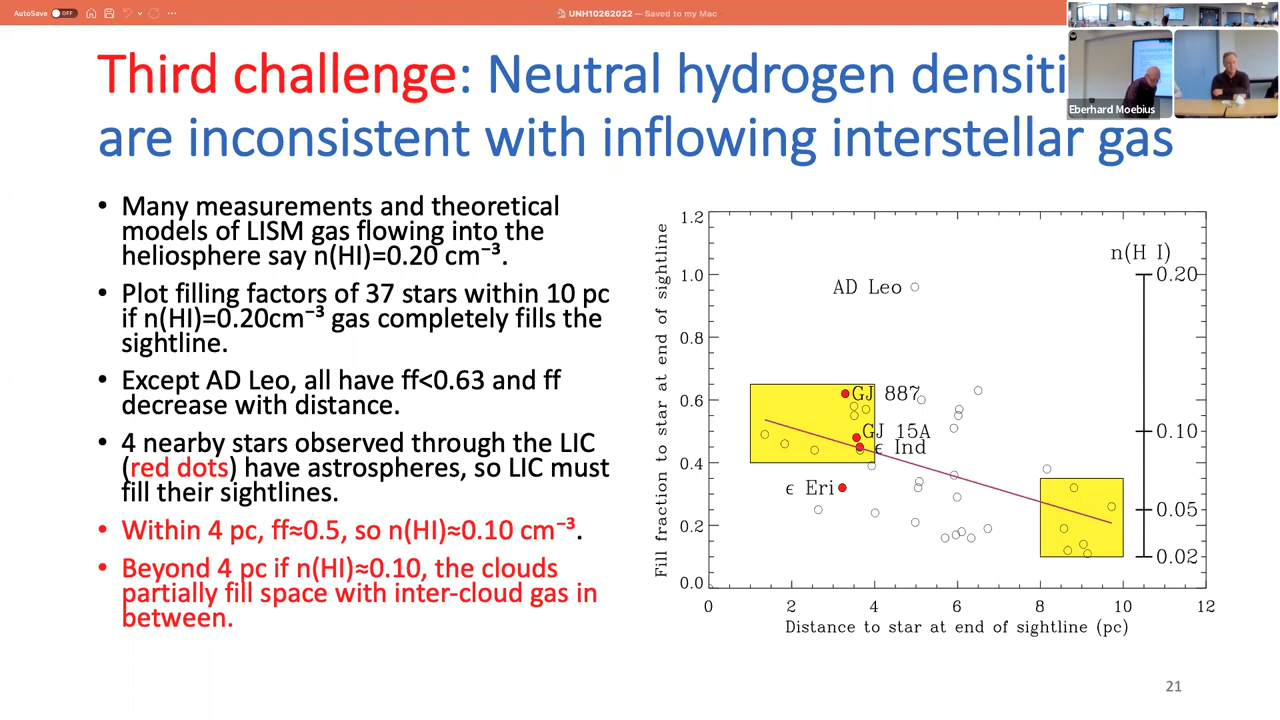 AutoSave OFF
UNH10262022 — Saved to my Mac
Third challenge: Neutral hydrogen densiti
are inconsistent with inflowing interstellar gas
Eberhard Moebius
• Many measurements and theoretical
models of LISM gas flowing into the
heliosphere say n(HI)=0.20 cm⁻³.
• Plot filling factors of 37 stars within 10 pc
if n(HI)=0.20cm⁻³ gas completely fills the
sightline.
• Except AD Leo, all have ff<0.63 and ff
decrease with distance.
• 4 nearby stars observed through the LIC
(red dots) have astrospheres, so LIC must
fill their sightlines.
• Within 4 pc, ff≈0.5, so n(HI)≈0.10 cm⁻³.
• Beyond 4 pc if n(HI)≈0.10, the clouds
partially fill space with inter-cloud gas in
between.
Fill fraction to star at end of sightline
1.2
1.0
0.8
0.6
0.4
0.2
0.0
AD Leo
GJ 887
GJ 15A
ϵ Ind
ϵ Eri
n(H I)
0.20
0.10
0.05
0.02
0 2 4 6 8 10 12
Distance to star at end of sightline (pc)
21